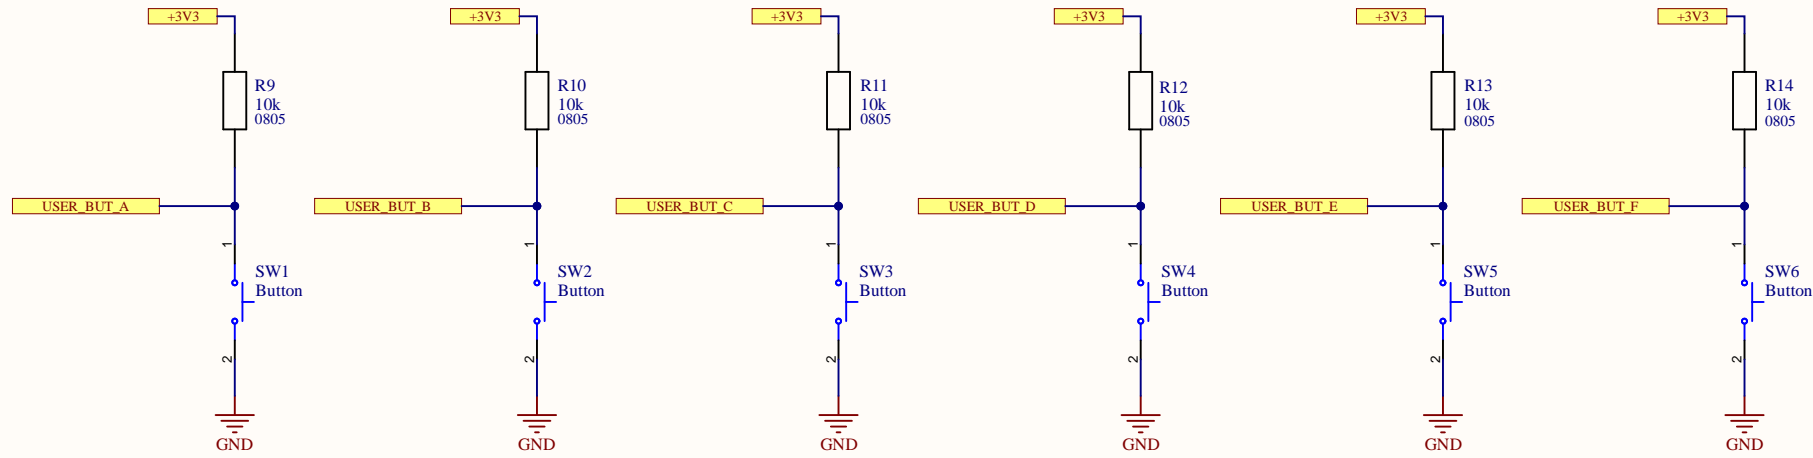 +3V3 +3V3 +3V3 +3V3 +3V3 +3V3
R9 R10 R11 R12 R13 R14
10k 10k 10k 10k 10k 10k
0805 0805 0805 0805 0805 0805
USER_BUT_A USER_BUT_B USER_BUT_C USER_BUT_D USER_BUT_E USER_BUT_F
1 1 1 1 1 1
SW1 SW2 SW3 SW4 SW5 SW6
Button Button Button Button Button Button
2 2 2 2 2 2
GND GND GND GND GND GND